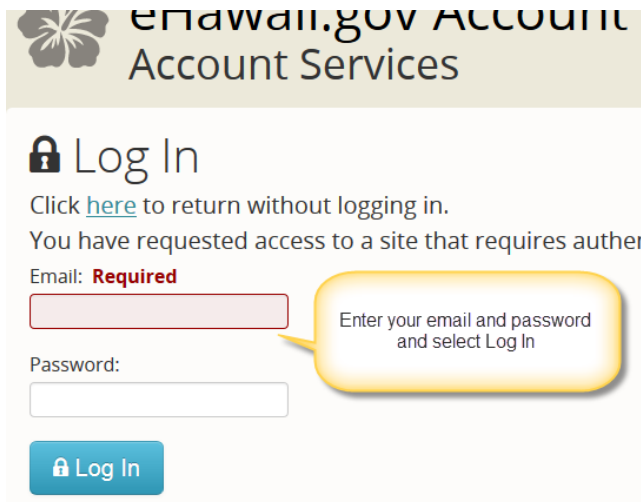 eHawaii.gov Account
Account Services
Log In
Click here to return without logging in.
You have requested access to a site that requires authen
Email: Required
Enter your email and password
and select Log In
Password:
Log In